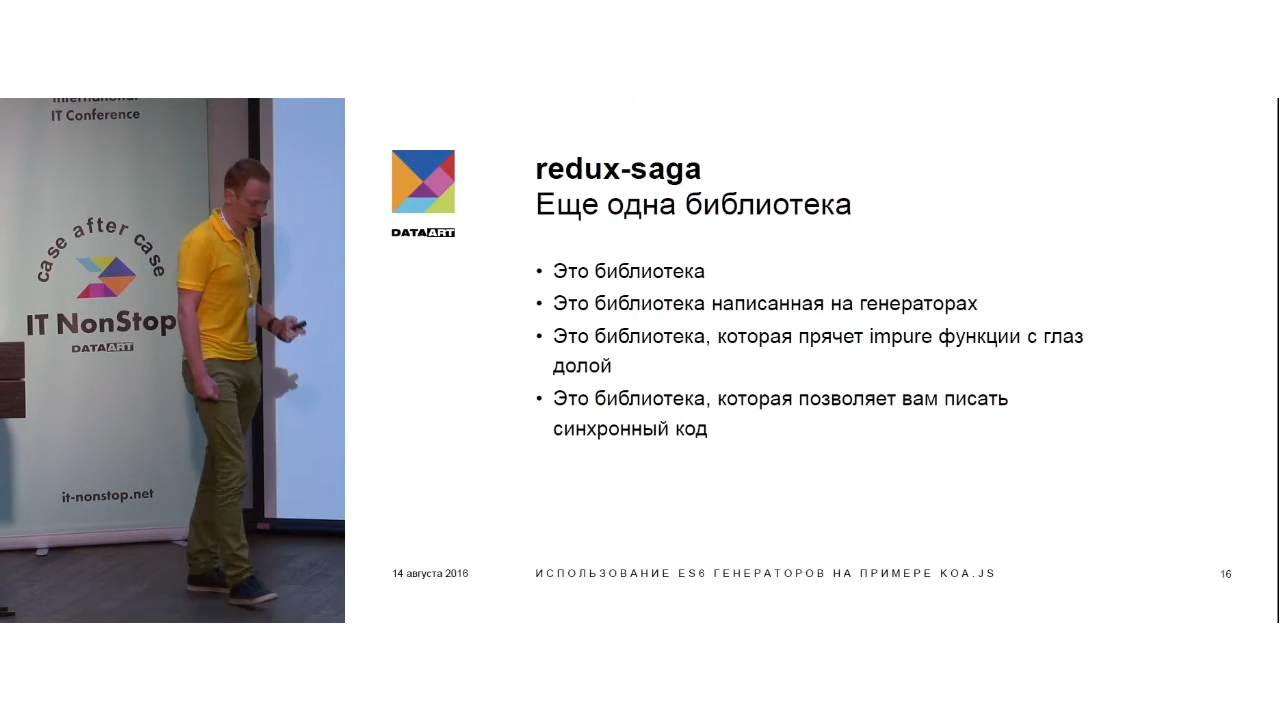 International
IT Conference
case after case
IT NonStop
DATAART
it-nonstop.net
DATAART
redux-saga
Еще одна библиотека
• Это библиотека
• Это библиотека написанная на генераторах
• Это библиотека, которая прячет impure функции с глаз
долой
• Это библиотека, которая позволяет вам писать
синхронный код
14 августа 2016
ИСПОЛЬЗОВАНИЕ ES6 ГЕНЕРАТОРОВ НА ПРИМЕРЕ KOA.JS
16